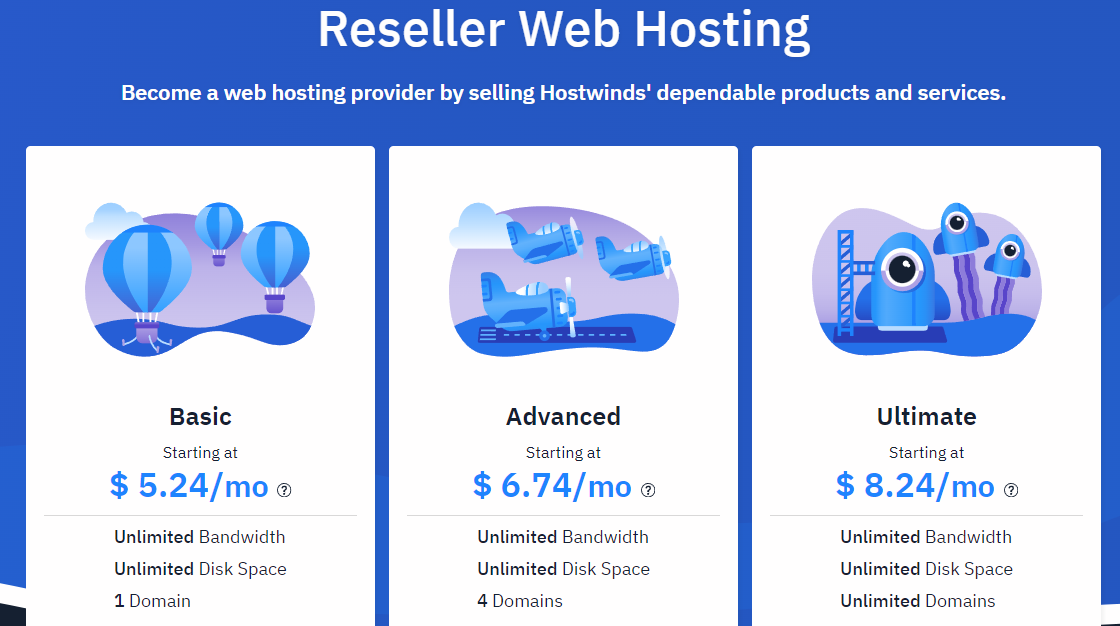 Reseller Web Hosting
Become a web hosting provider by selling Hostwinds' dependable products and services.
Basic
Starting at
$ 5.24/mo ?
Unlimited Bandwidth
Unlimited Disk Space
1 Domain
Advanced
Starting at
$ 6.74/mo ?
Unlimited Bandwidth
Unlimited Disk Space
4 Domains
Ultimate
Starting at
$ 8.24/mo ?
Unlimited Bandwidth
Unlimited Disk Space
Unlimited Domains